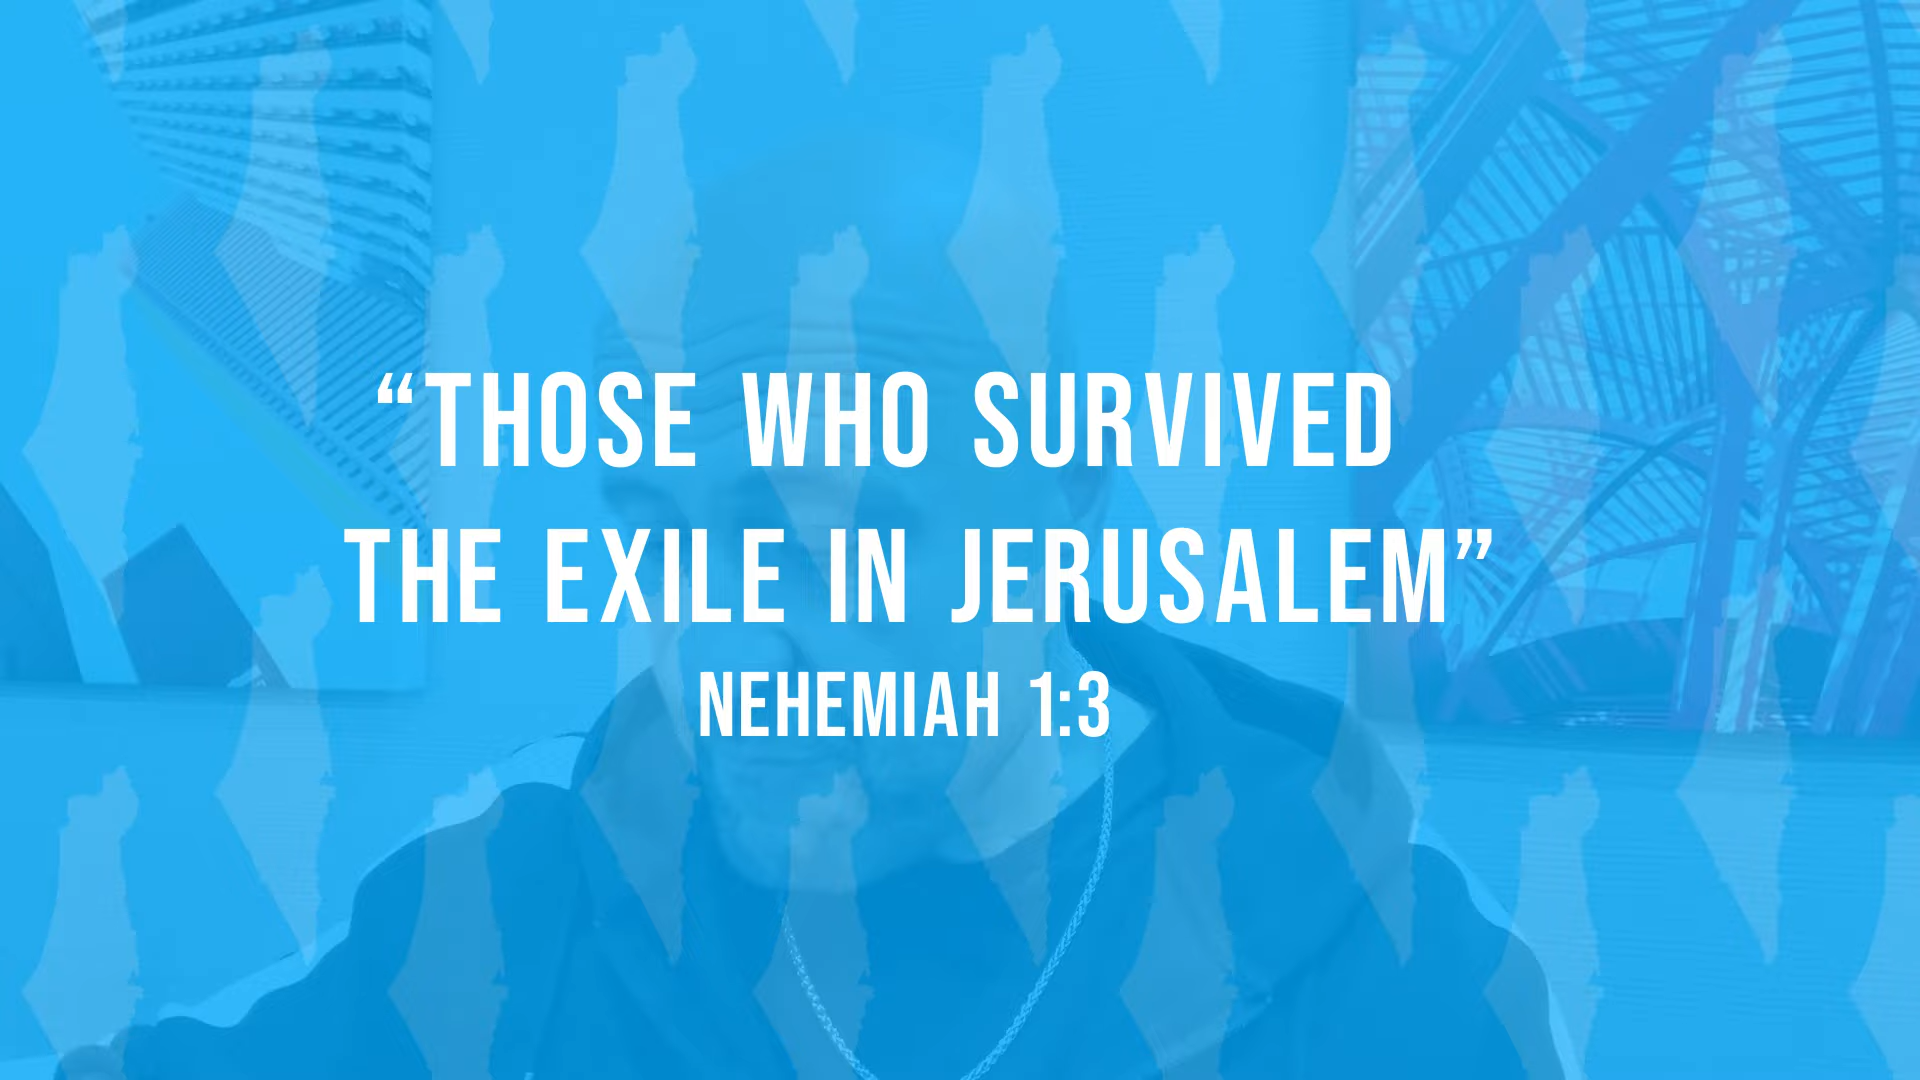 “THOSE WHO SURVIVED
THE EXILE IN JERUSALEM”
NEHEMIAH 1:3